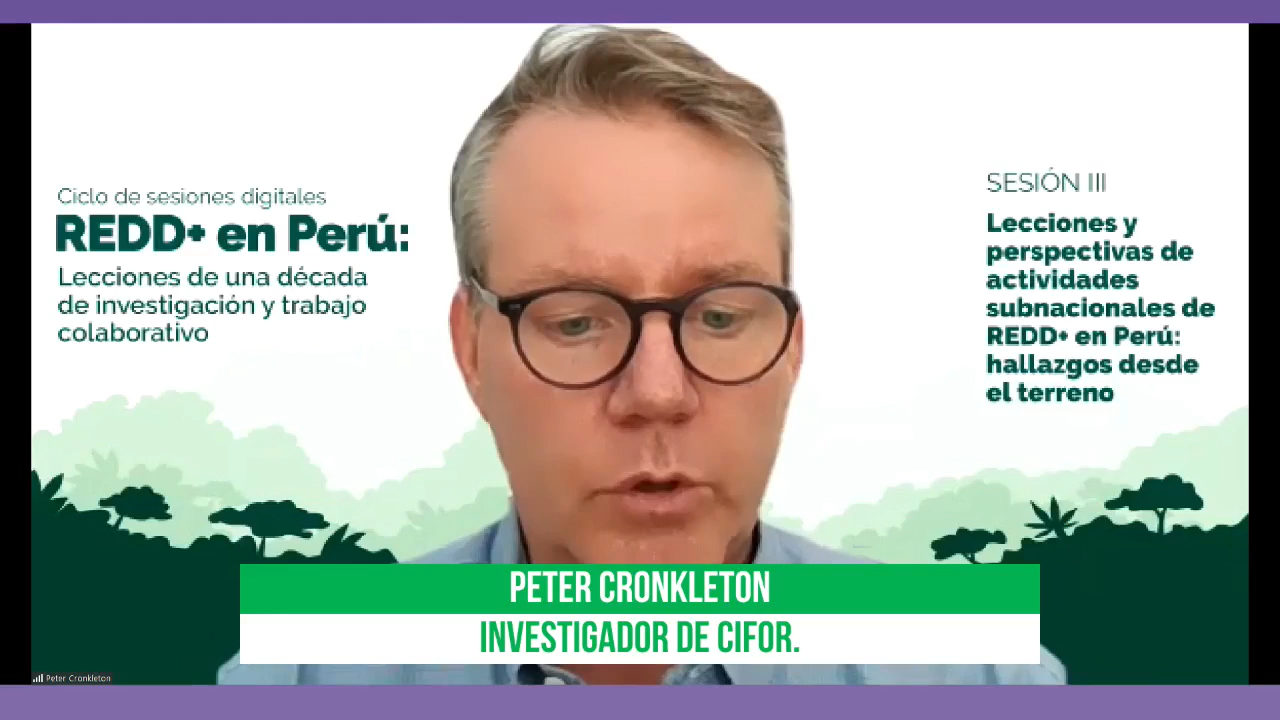 Ciclo de sesiones digitales
REDD+ en Perú:
Lecciones de una década
de investigación y trabajo
colaborativo
SESIÓN III
Lecciones y
perspectivas de
actividades
subnacionales de
REDD+ en Perú:
hallazgos desde
el terreno
PETER CRONKLETON
INVESTIGADOR DE CIFOR.
Peter Cronkleton